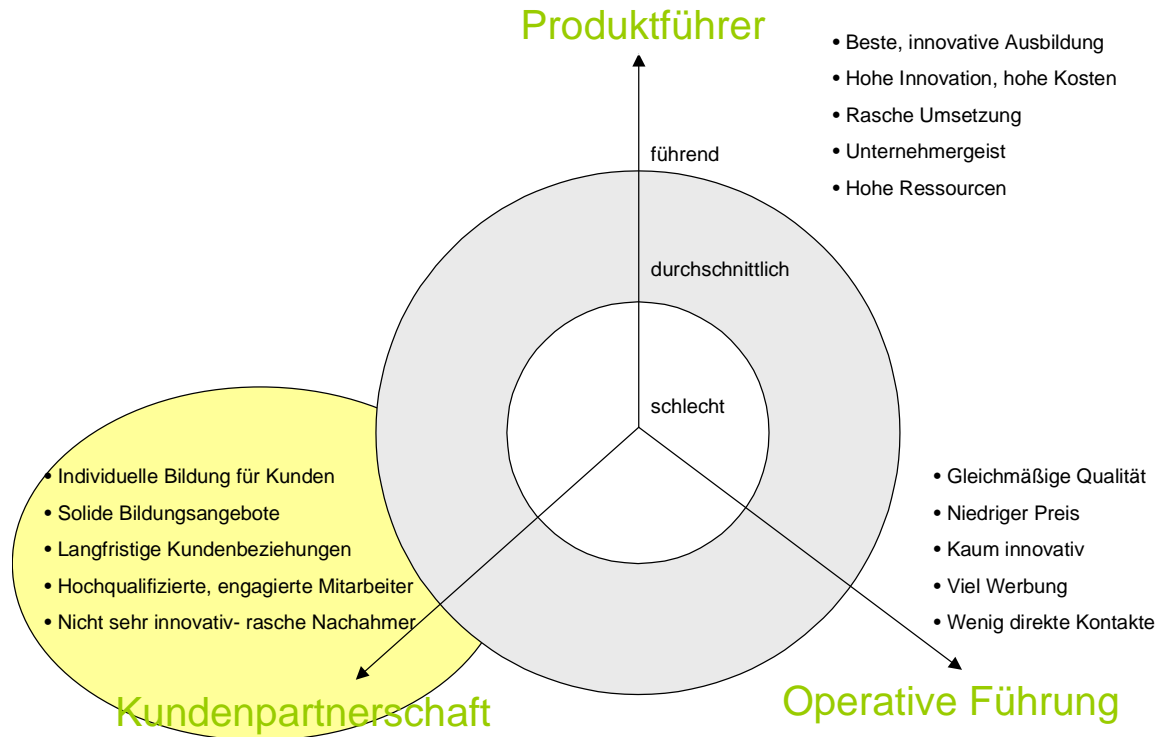 Produktführer
• Beste, innovative Ausbildung
• Hohe Innovation, hohe Kosten
• Rasche Umsetzung
• Unternehmergeist
• Hohe Ressourcen
führend
durchschnittlich
schlecht
• Individuelle Bildung für Kunden
• Solide Bildungsangebote
• Langfristige Kundenbeziehungen
• Hochqualifizierte, engagierte Mitarbeiter
• Nicht sehr innovativ- rasche Nachahmer
Kundenpartnerschaft
• Gleichmäßige Qualität
• Niedriger Preis
• Kaum innovativ
• Viel Werbung
• Wenig direkte Kontakte
Operative Führung